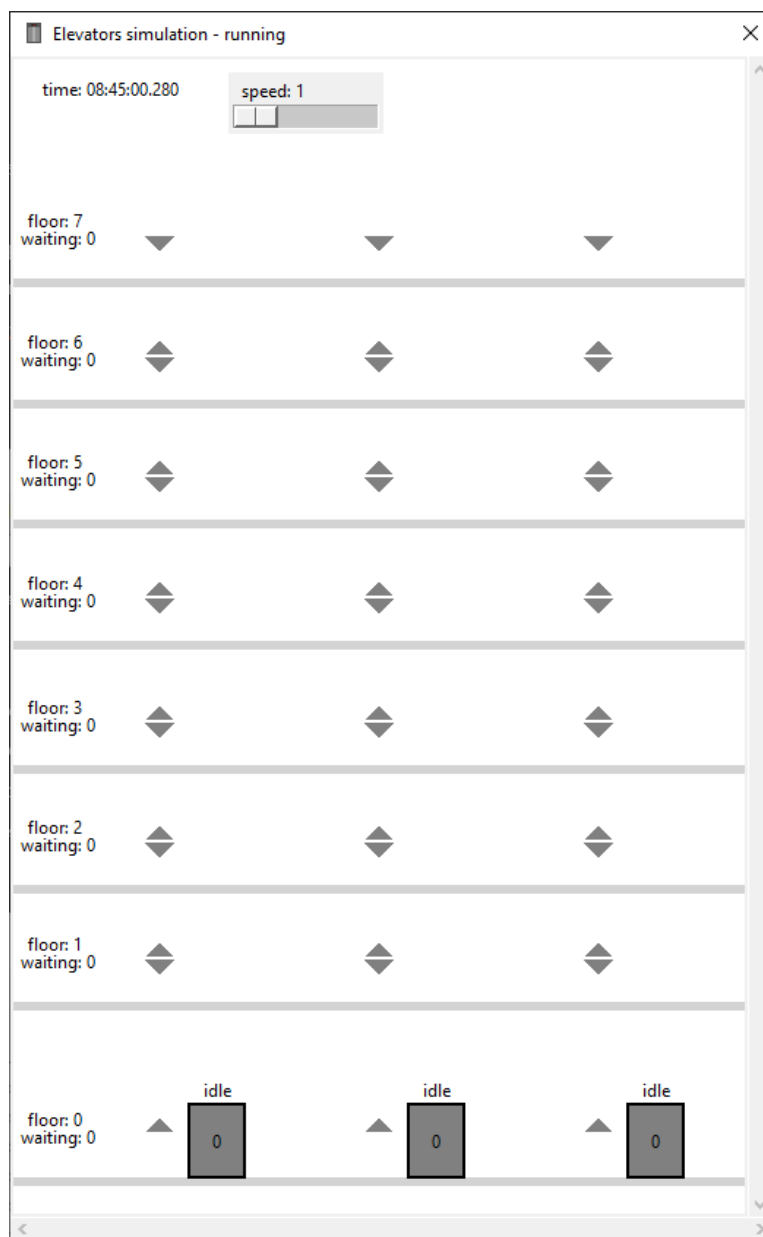 Elevators simulation - running
time: 08:45:00.280
speed: 1
floor: 7
waiting: 0
floor: 6
waiting: 0
floor: 5
waiting: 0
floor: 4
waiting: 0
floor: 3
waiting: 0
floor: 2
waiting: 0
floor: 1
waiting: 0
idle idle idle
floor: 0
waiting: 0
0 0 0